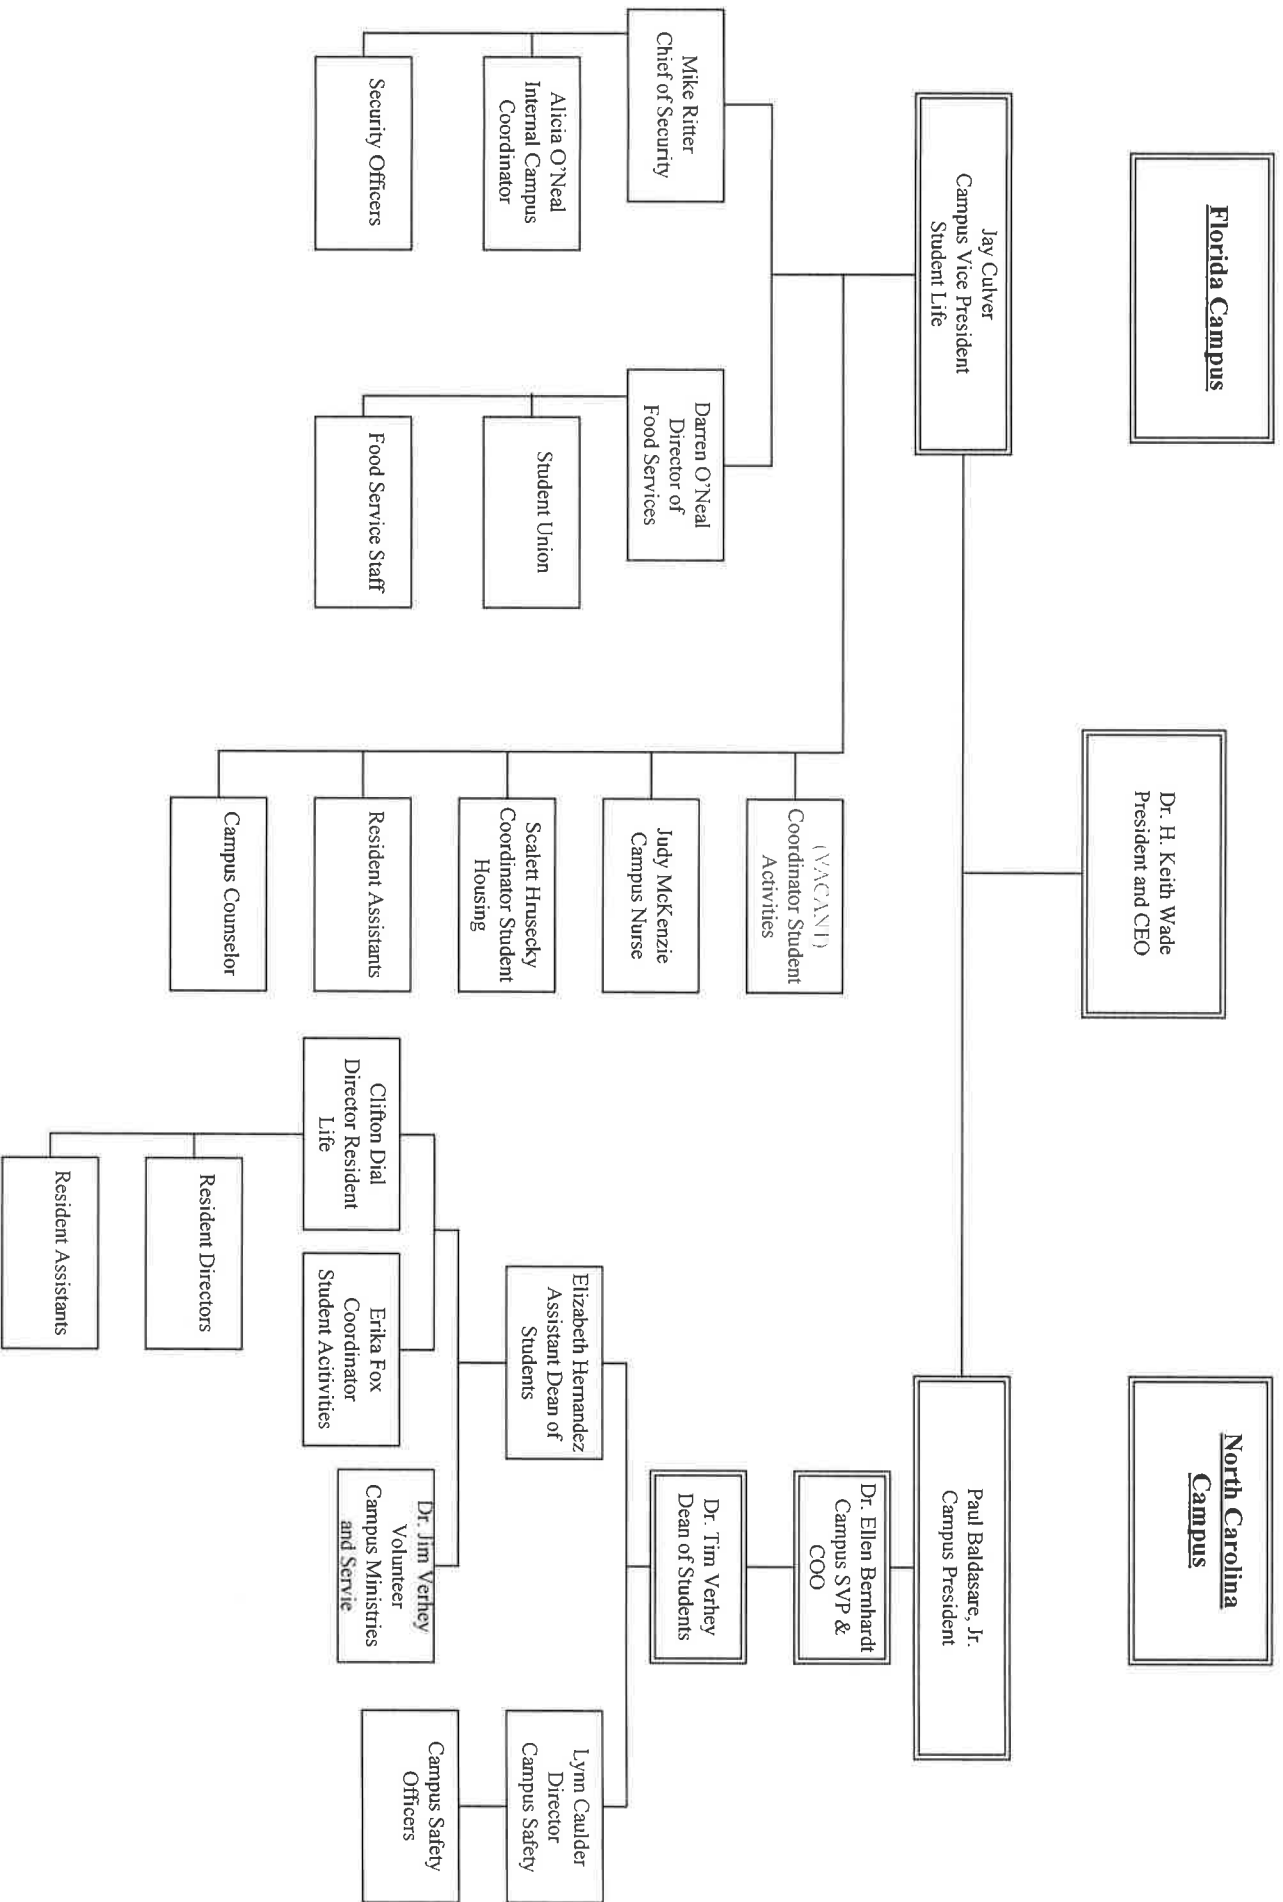 Florida Campus
North Carolina
Campus
Dr. H. Keith Wade
President and CEO
Jay Culver
Campus Vice President
Student Life
Paul Baldasare, Jr.
Campus President
Mike Ritter
Chief of Security
Alicia O'Neal
Internal Campus
Coordinator
Security Officers
Darren O'Neal
Director of
Food Services
Student Union
Food Service Staff
(VACANT)
Coordinator Student
Activities
Judy McKenzie
Campus Nurse
Scalett Hrusecky
Coordinator Student
Housing
Resident Assistants
Campus Counselor
Dr. Ellen Bernhardt
Campus SVP &
COO
Dr. Tim Verhey
Dean of Students
Elizabeth Hernandez
Assistant Dean of
Students
Clifton Dial
Director Resident
Life
Resident Directors
Resident Assistants
Erika Fox
Coordinator
Student Acitivities
Dr. Jim Verhey
Volunteer
Campus Ministries
and Servie
Lynn Caulder
Director
Campus Safety
Campus Safety
Officers